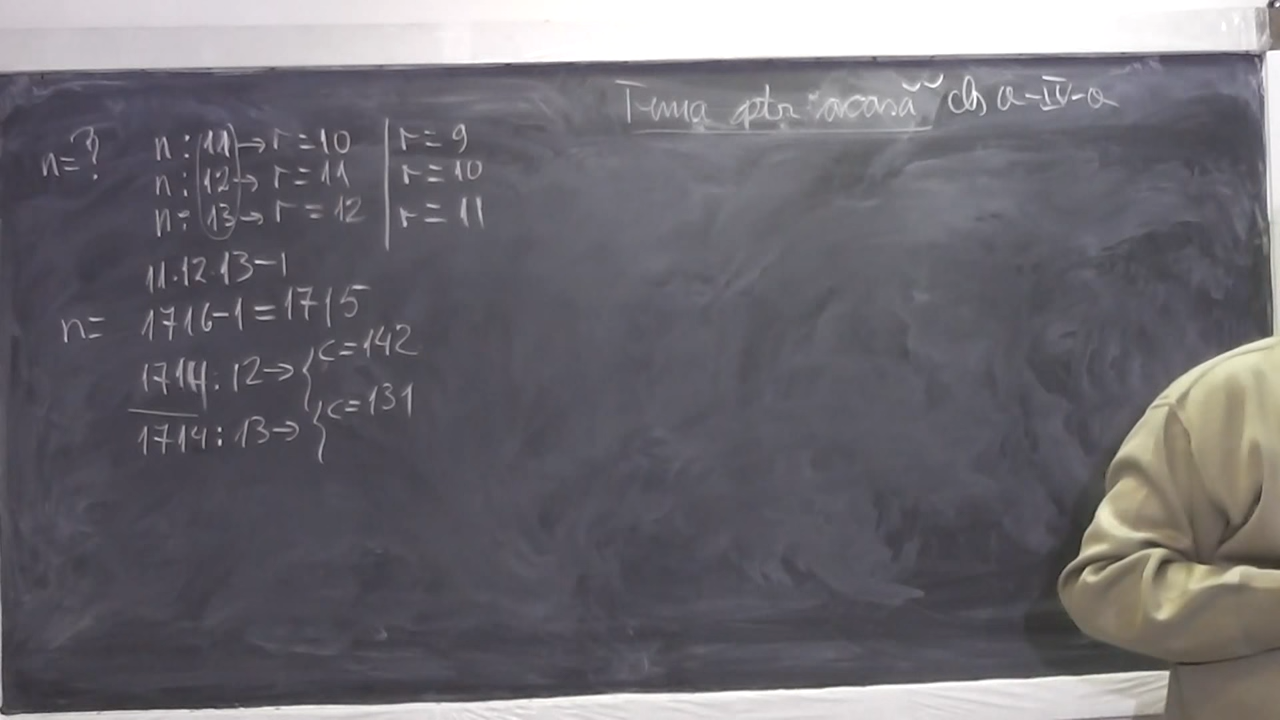 Tema ptr "acasă" cls a-IV-a
n=? n:11→r=10 | r=9
n:12→r=11 | r=10
n:13→r=12 | r=11
11·12·13-1
n= 1716-1=1715
1714:12→{c=142
1714:13→{c=131